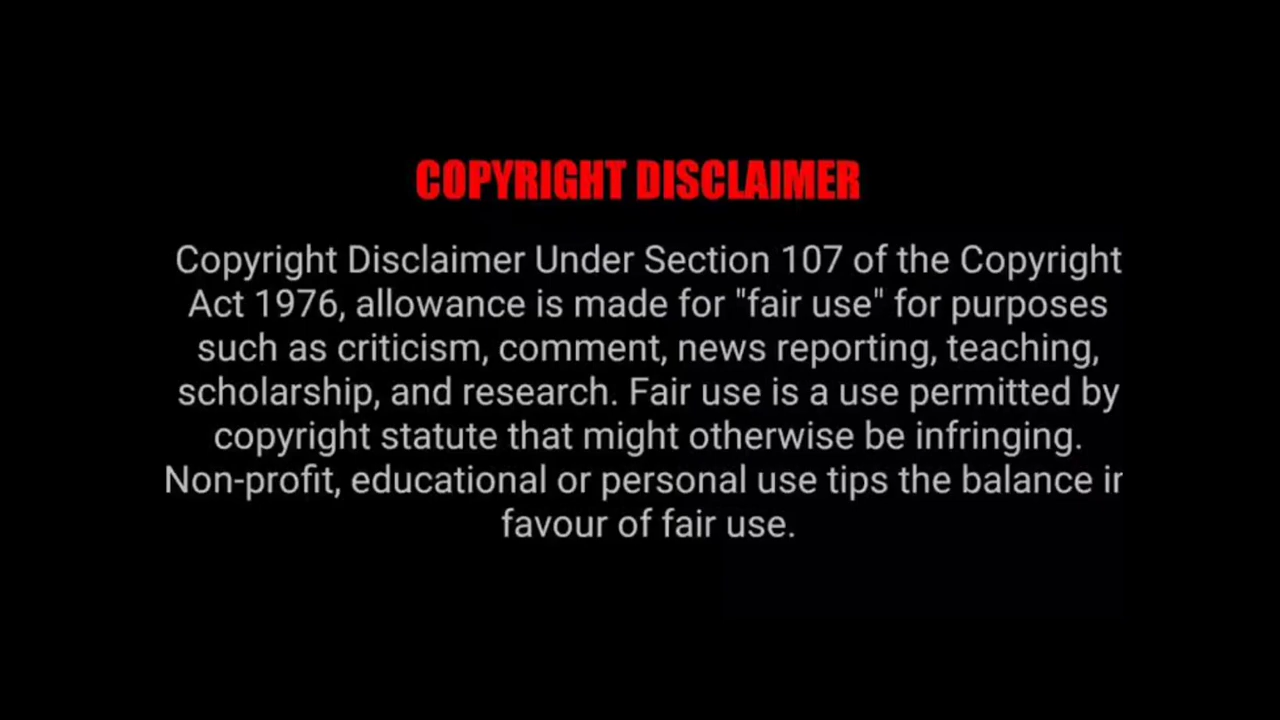 COPYRIGHT DISCLAIMER
Copyright Disclaimer Under Section 107 of the Copyright
Act 1976, allowance is made for "fair use" for purposes
such as criticism, comment, news reporting, teaching,
scholarship, and research. Fair use is a use permitted by
copyright statute that might otherwise be infringing.
Non-profit, educational or personal use tips the balance in
favour of fair use.